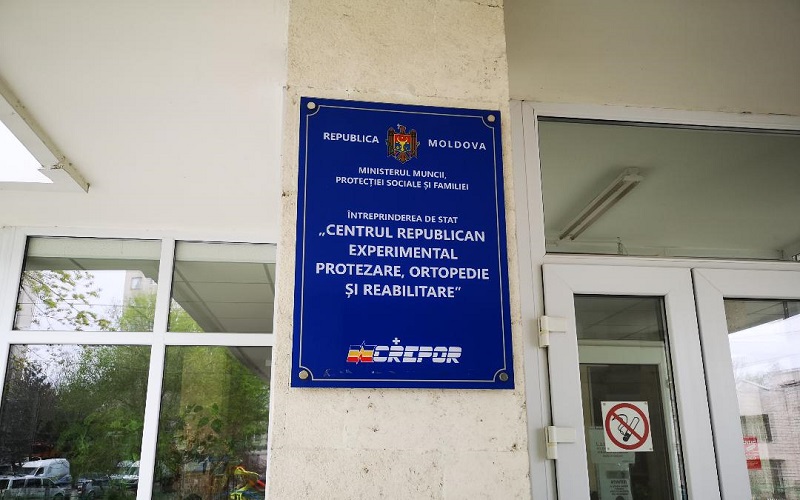 REPUBLICA MOLDOVA
MINISTERUL MUNCII,
PROTECȚIEI SOCIALE ȘI FAMILIEI
ÎNTREPRINDEREA DE STAT
„CENTRUL REPUBLICAN
EXPERIMENTAL
PROTEZARE, ORTOPEDIE
ȘI REABILITARE”
CREPOR